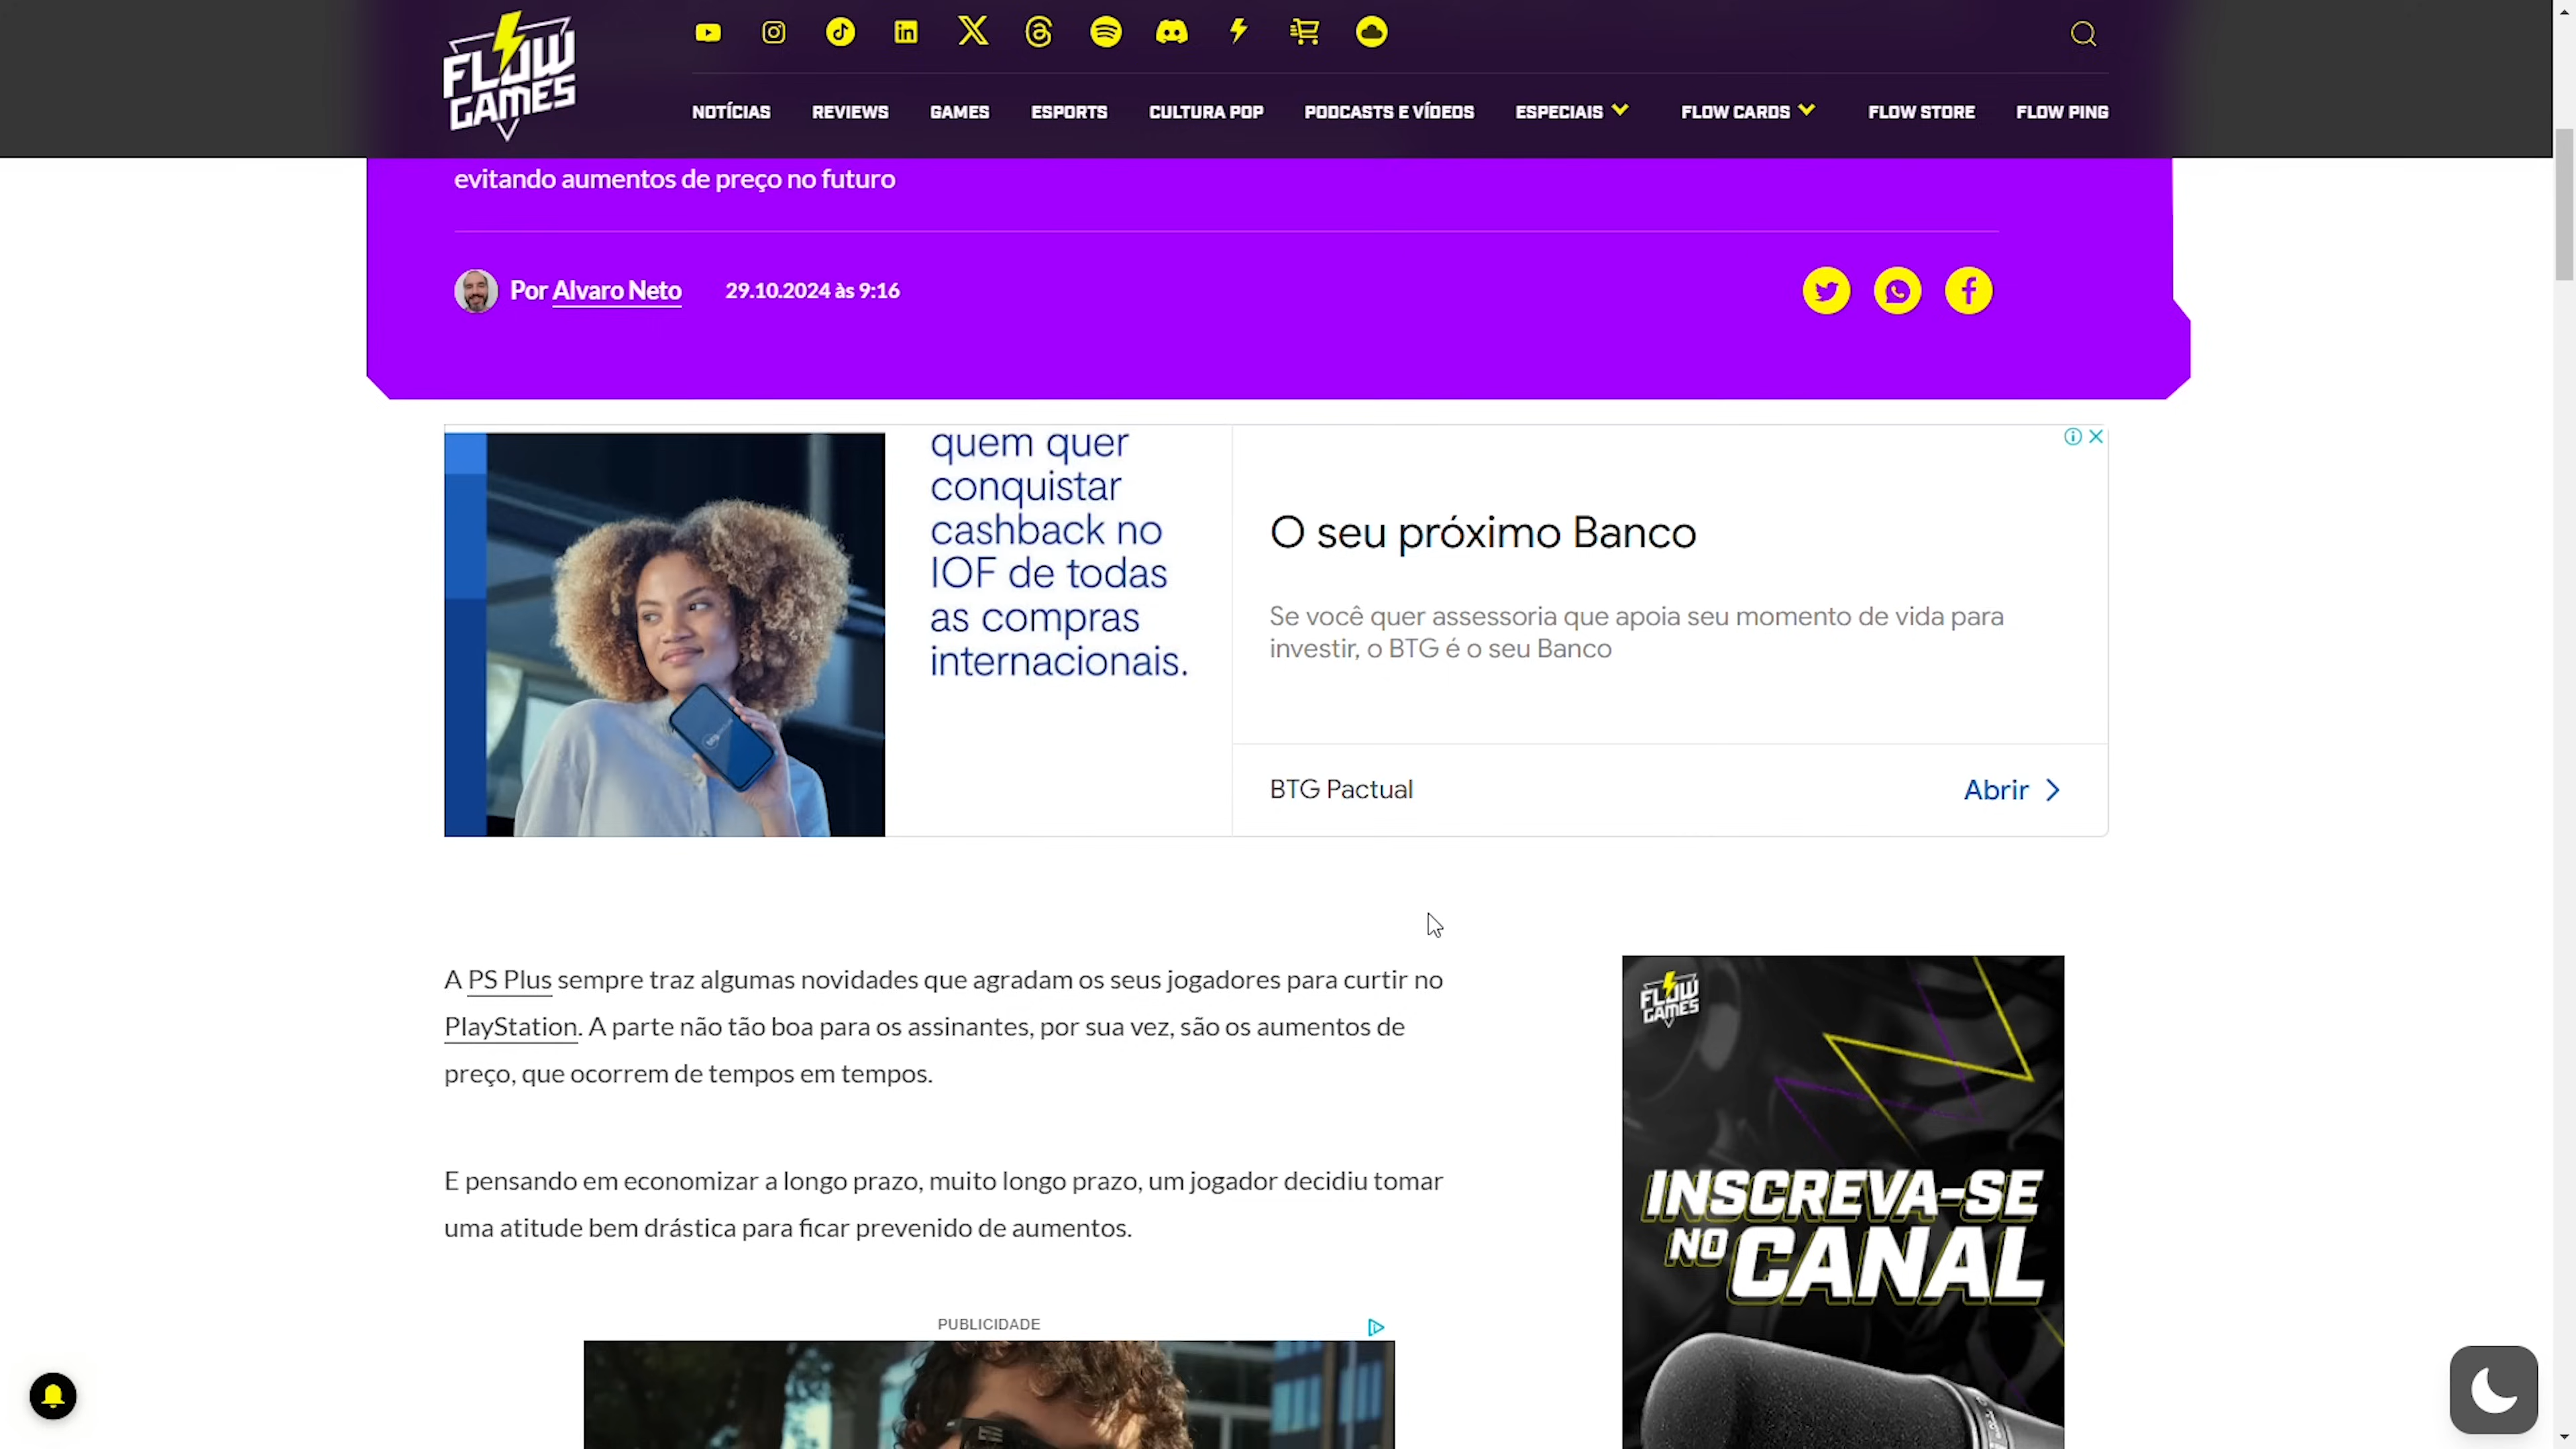 FLOW
GAMES
NOTÍCIAS REVIEWS GAMES ESPORTS CULTURA POP PODCASTS E VÍDEOS ESPECIAIS FLOW CARDS FLOW STORE FLOW PING
evitando aumentos de preço no futuro
Por Alvaro Neto 29.10.2024 às 9:16
quem quer
conquistar
cashback no
IOF de todas
as compras
internacionais.
O seu próximo Banco
Se você quer assessoria que apoia seu momento de vida para
investir, o BTG é o seu Banco
BTG Pactual
Abrir
A PS Plus sempre traz algumas novidades que agradam os seus jogadores para curtir no
PlayStation. A parte não tão boa para os assinantes, por sua vez, são os aumentos de
preço, que ocorrem de tempos em tempos.
E pensando em economizar a longo prazo, muito longo prazo, um jogador decidiu tomar
uma atitude bem drástica para ficar prevenido de aumentos.
PUBLICIDADE
FLOW
GAMES
INSCREVA-SE
NO CANAL